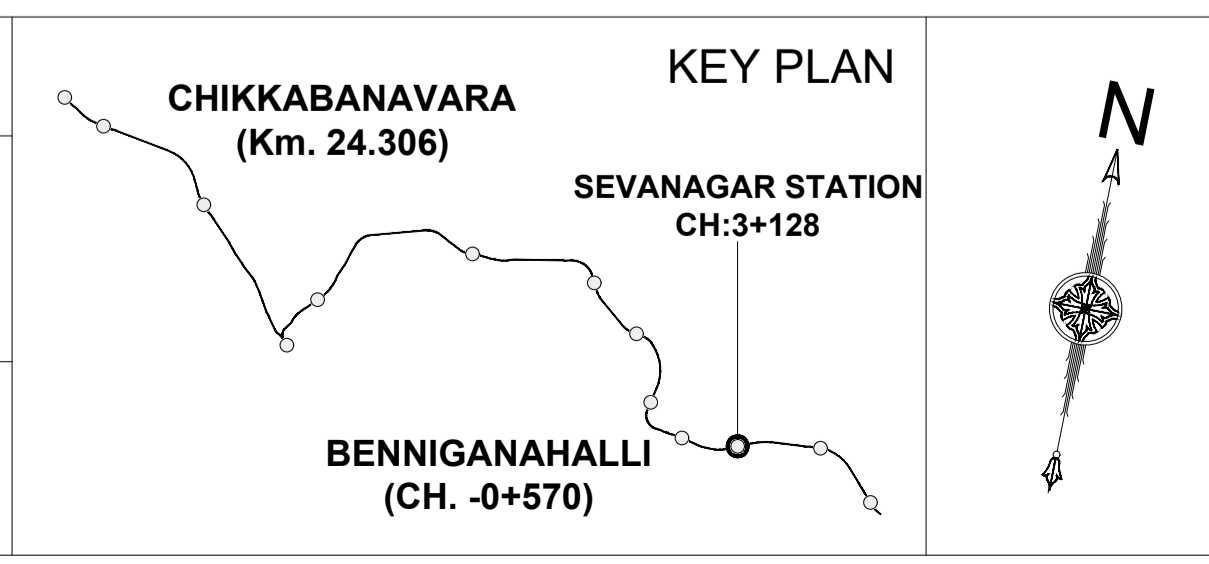 KEY PLAN
CHIKKABANAVARA
(Km. 24.306)
SEVANAGAR STATION
CH:3+128
BENNIGANAHALLI
(CH. -0+570)
N